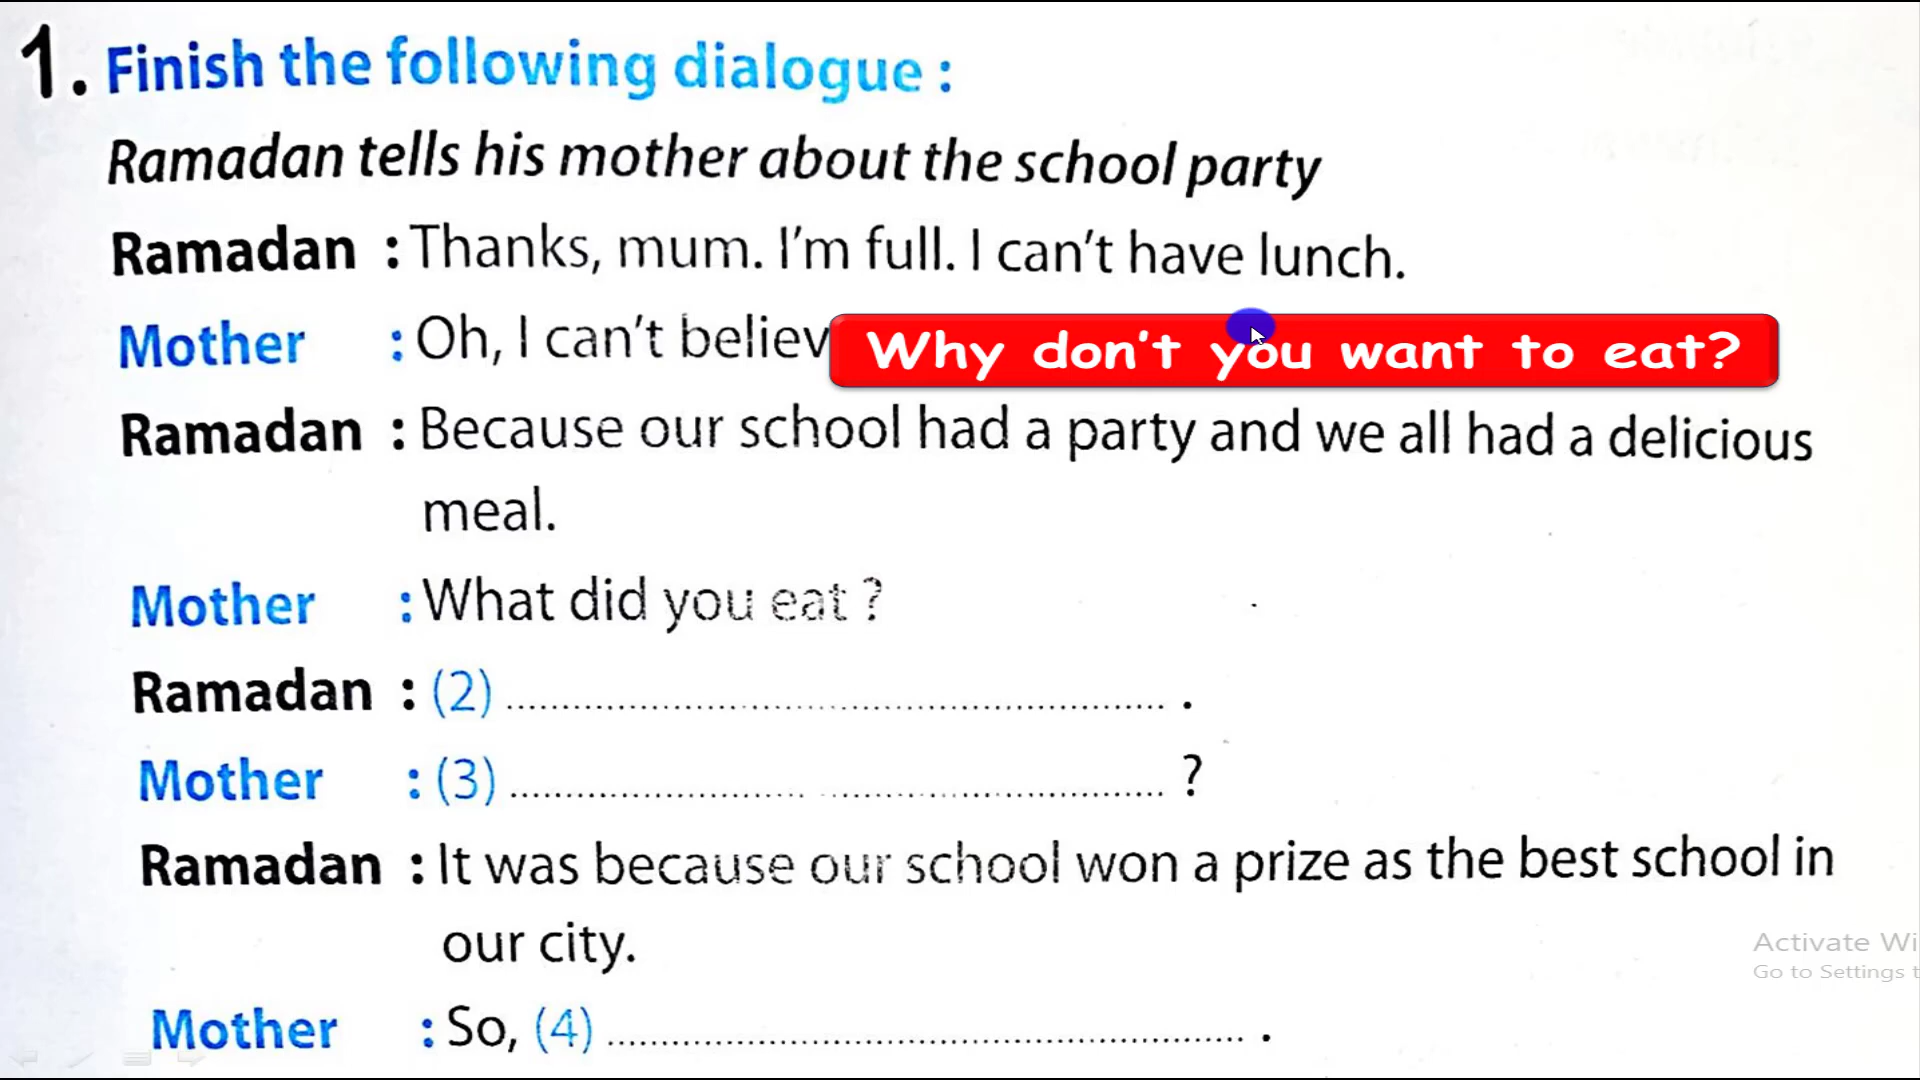 1. Finish the following dialogue :
Ramadan tells his mother about the school party
Ramadan : Thanks, mum. I'm full. I can't have lunch.
Mother : Oh, I can't believ Why don't you want to eat?
Ramadan : Because our school had a party and we all had a delicious
meal.
Mother : What did you eat ?
Ramadan : (2) .................................................. .
Mother : (3) .................................................. ?
Ramadan : It was because our school won a prize as the best school in
our city.
Mother : So, (4) .................................................. .
Activate Wi
Go to Settings t